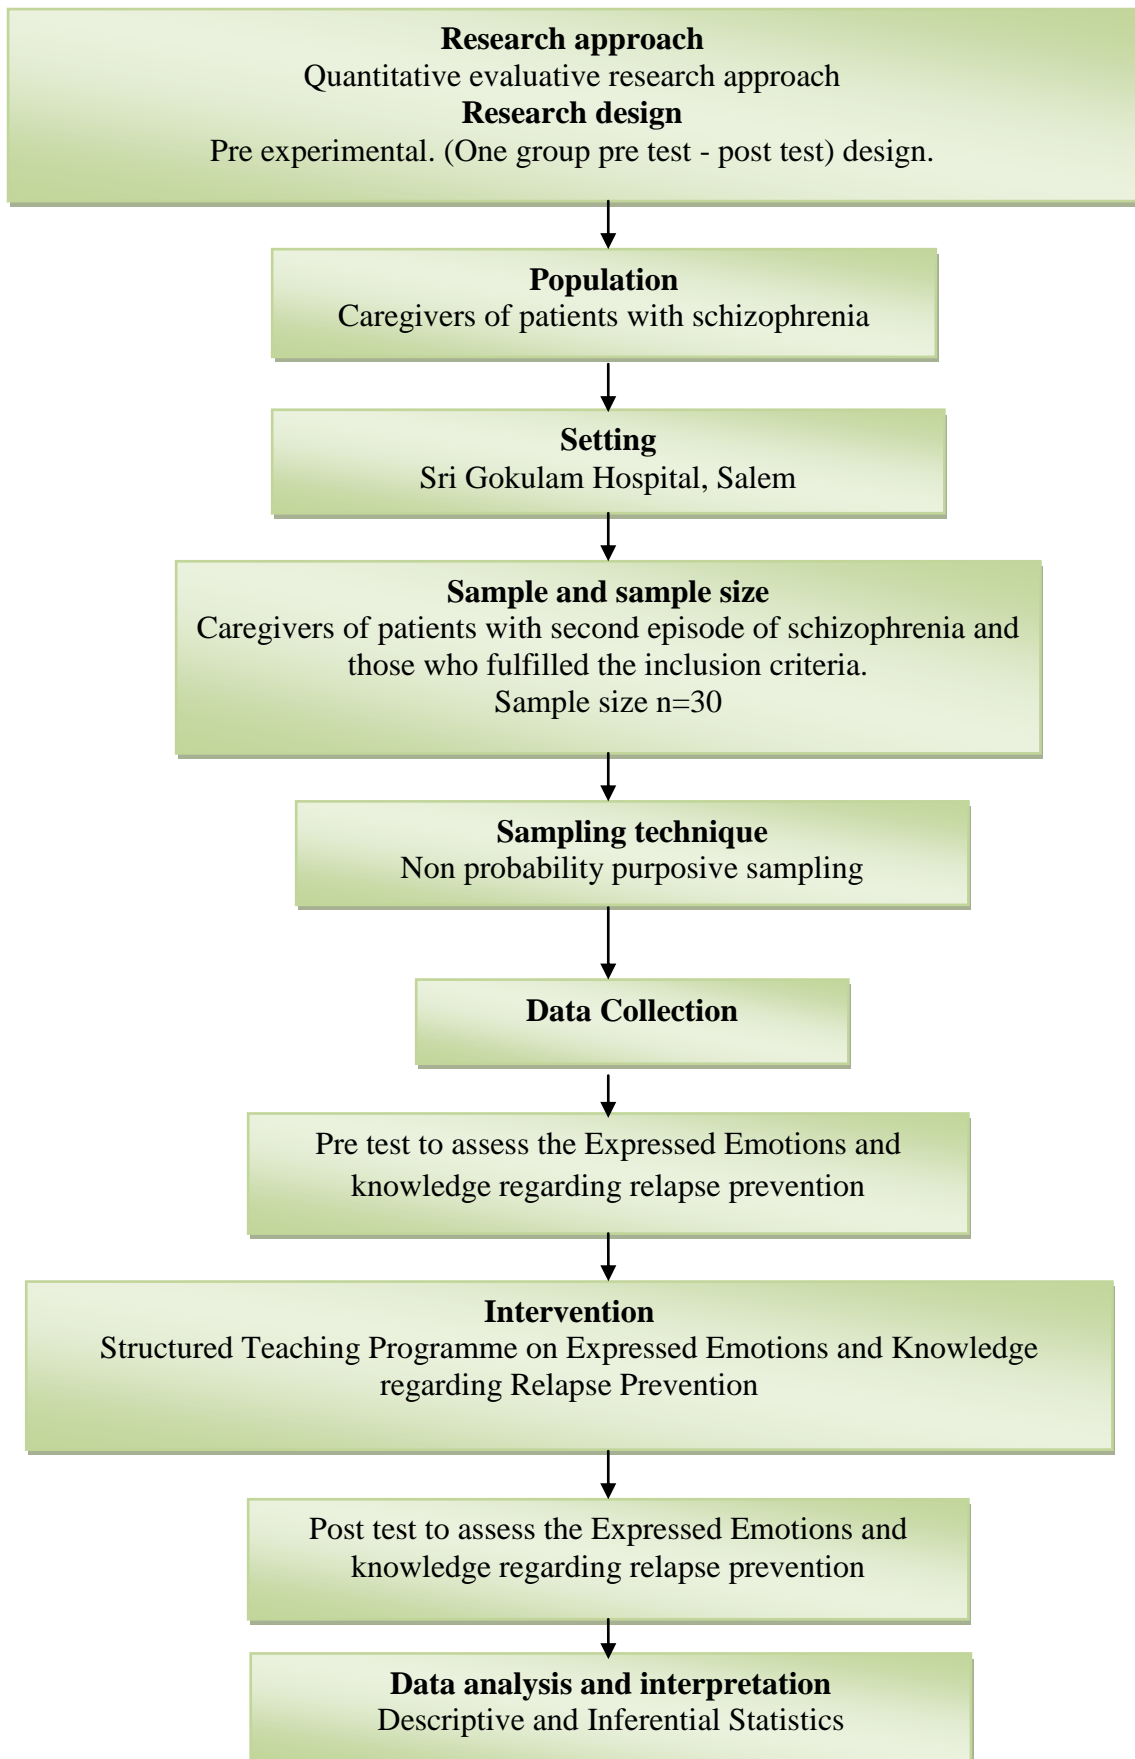 Research approach
Quantitative evaluative research approach
Research design
Pre experimental. (One group pre test - post test) design.
Population
Caregivers of patients with schizophrenia
Setting
Sri Gokulam Hospital, Salem
Sample and sample size
Caregivers of patients with second episode of schizophrenia and
those who fulfilled the inclusion criteria.
Sample size n=30
Sampling technique
Non probability purposive sampling
Data Collection
Pre test to assess the Expressed Emotions and
knowledge regarding relapse prevention
Intervention
Structured Teaching Programme on Expressed Emotions and Knowledge
regarding Relapse Prevention
Post test to assess the Expressed Emotions and
knowledge regarding relapse prevention
Data analysis and interpretation
Descriptive and Inferential Statistics